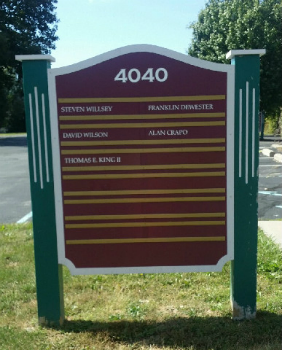 4040
STEVEN WILLSEY FRANKLIN DEWESTER
DAVID WILSON ALAN CRAPO
THOMAS E. KING II